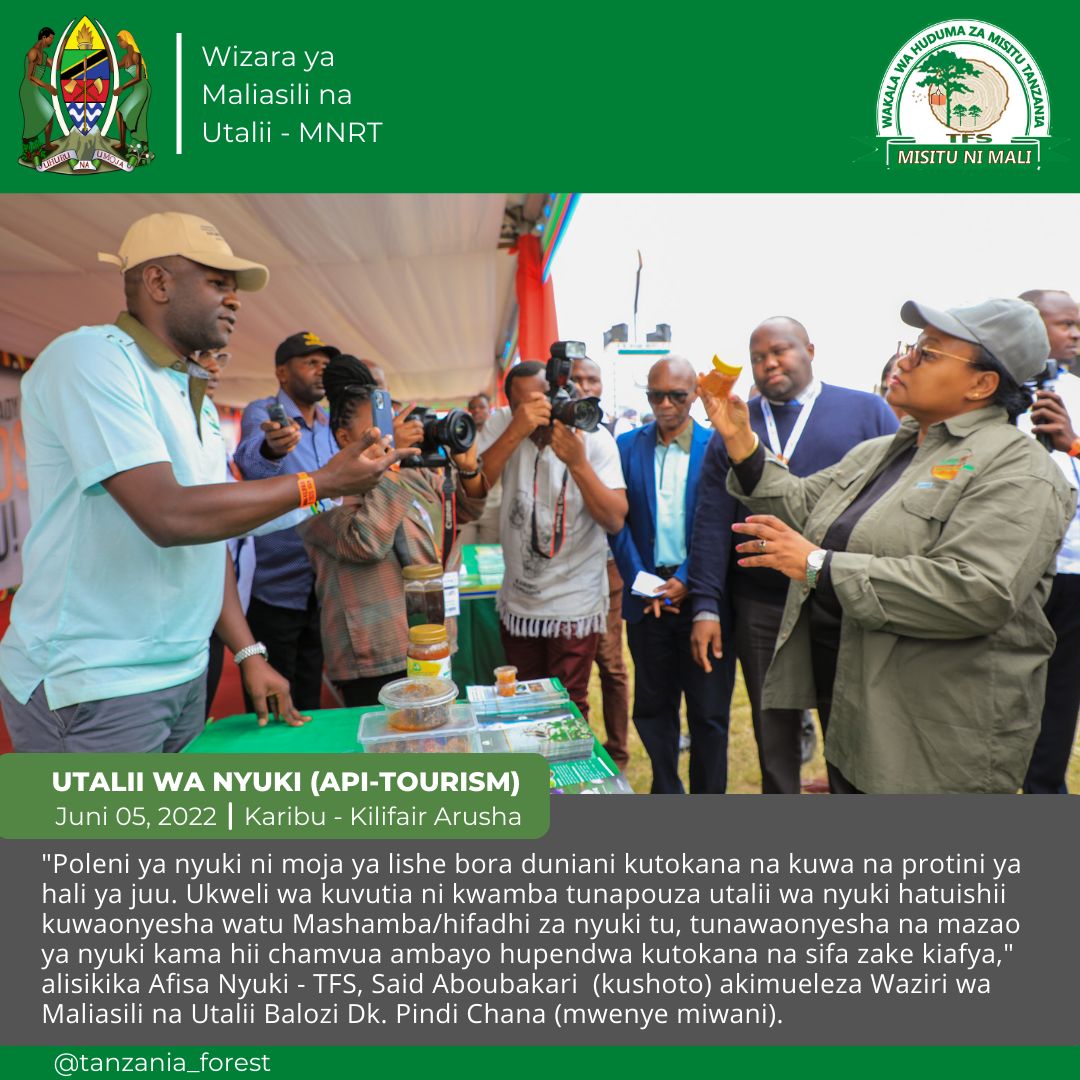 Wizara ya
Maliasili na
Utalii - MNRT
UHURU NA UMOJA
WAKALA WA HUDUMA ZA MISITU TANZANIA
TFS
MISITU NI MALI
UTALII WA NYUKI (API-TOURISM)
Juni 05, 2022 | Karibu - Kilifair Arusha
"Poleni ya nyuki ni moja ya lishe bora duniani kutokana na kuwa na protini ya
hali ya juu. Ukweli wa kuvutia ni kwamba tunapouza utalii wa nyuki hatuishii
kuwaonyesha watu Mashamba/hifadhi za nyuki tu, tunawaonyesha na mazao
ya nyuki kama hii chamvua ambayo hupendwa kutokana na sifa zake kiafya,"
alisikika Afisa Nyuki - TFS, Said Aboubakari  (kushoto) akimueleza Waziri wa
Maliasili na Utalii Balozi Dk. Pindi Chana (mwenye miwani).
@tanzania_forest